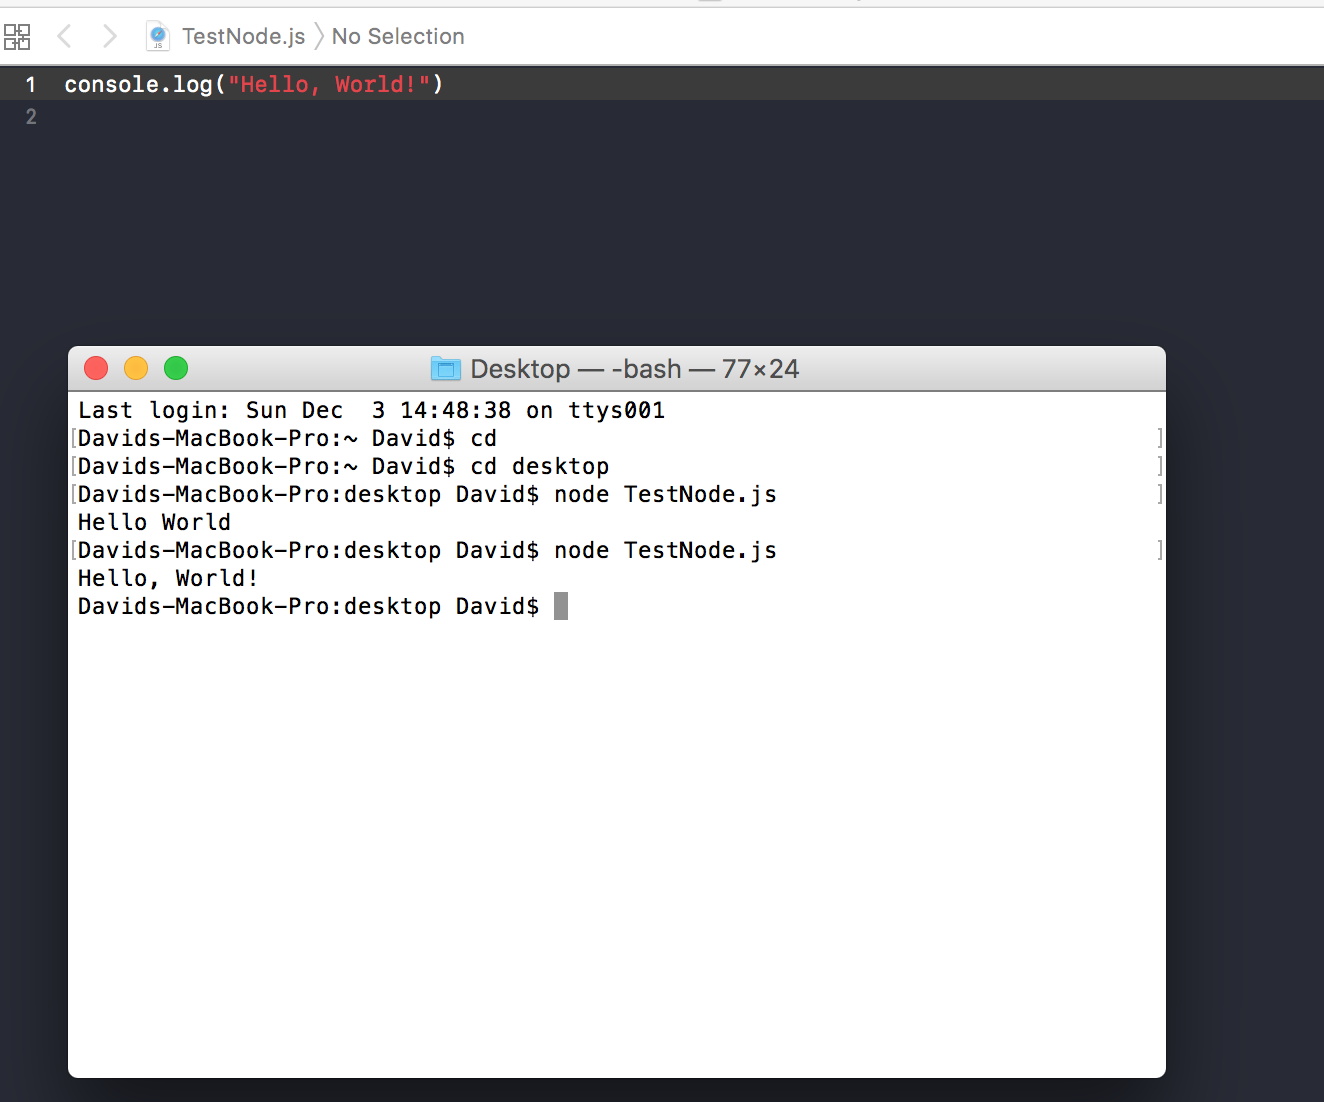 TestNode.js No Selection
1 console.log("Hello, World!")
2
Desktop — -bash — 77×24
Last login: Sun Dec  3 14:48:38 on ttys001
[Davids-MacBook-Pro:~ David$ cd ]
[Davids-MacBook-Pro:~ David$ cd desktop ]
[Davids-MacBook-Pro:desktop David$ node TestNode.js ]
Hello World
[Davids-MacBook-Pro:desktop David$ node TestNode.js ]
Hello, World!
Davids-MacBook-Pro:desktop David$